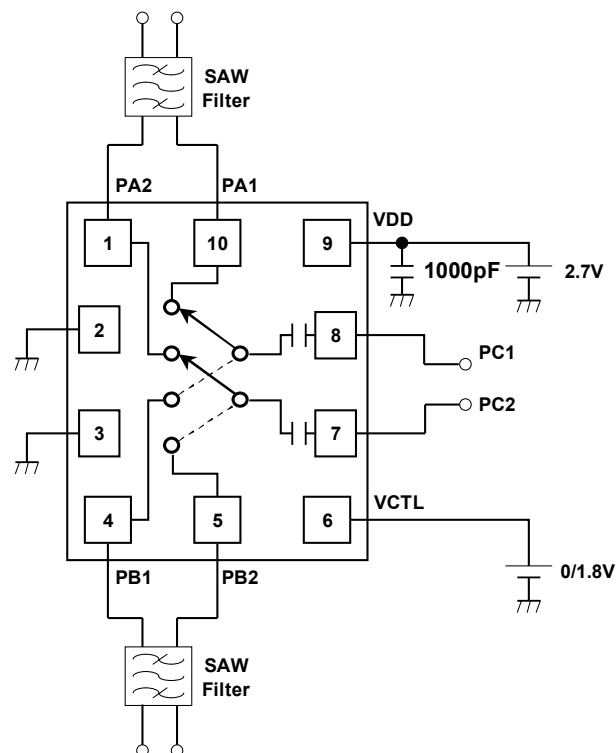 SAW
Filter
PA2
PA1
VDD
1
10
9
1000pF
2.7V
2
8
PC1
PC2
3
7
4
5
6
VCTL
PB1
PB2
0/1.8V
SAW
Filter